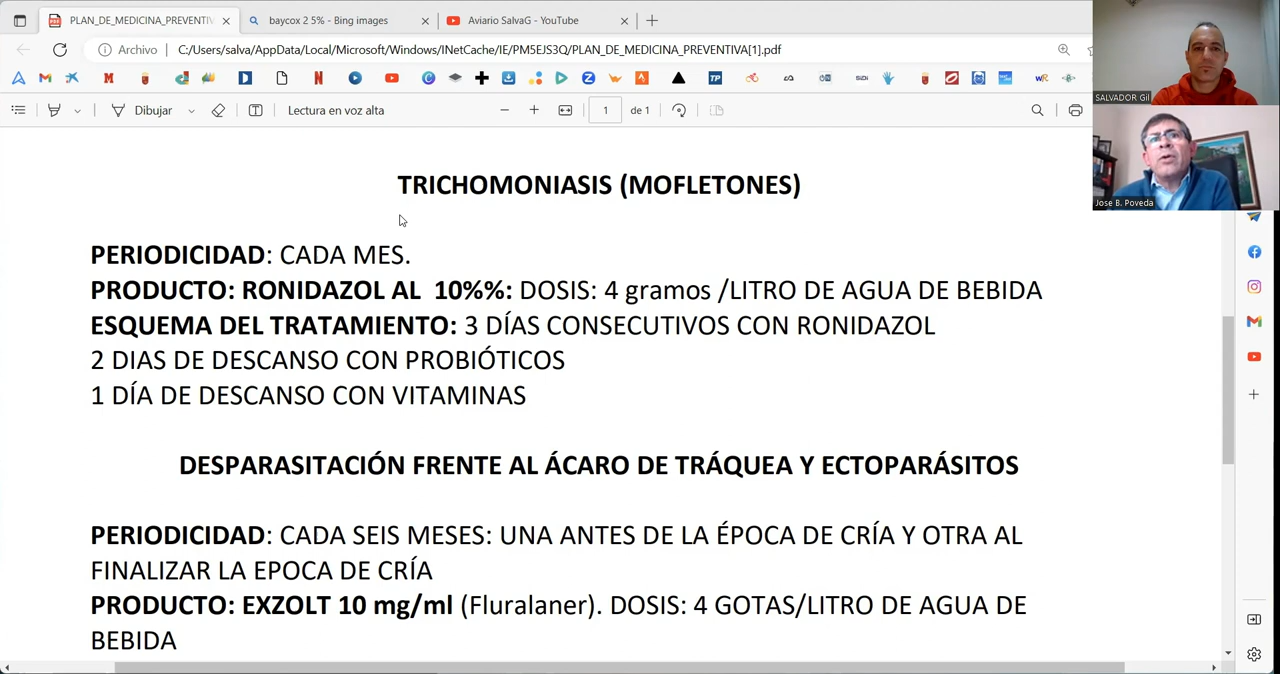 PLAN_DE_MEDICINA_PREVENTIV
baycox 2 5% - Bing images
Aviario SalvaG - YouTube
Archivo
C:/Users/salva/AppData/Local/Microsoft/Windows/INetCache/IE/PM5EJS3Q/PLAN_DE_MEDICINA_PREVENTIVA[1].pdf
Dibujar
Lectura en voz alta
1
de 1
SALVADOR Gil
Jose B. Poveda
TRICHOMONIASIS (MOFLETONES)
PERIODICIDAD: CADA MES.
PRODUCTO: RONIDAZOL AL 10%%: DOSIS: 4 gramos /LITRO DE AGUA DE BEBIDA
ESQUEMA DEL TRATAMIENTO: 3 DÍAS CONSECUTIVOS CON RONIDAZOL
2 DIAS DE DESCANSO CON PROBIÓTICOS
1 DÍA DE DESCANSO CON VITAMINAS
DESPARASITACIÓN FRENTE AL ÁCARO DE TRÁQUEA Y ECTOPARÁSITOS
PERIODICIDAD: CADA SEIS MESES: UNA ANTES DE LA ÉPOCA DE CRÍA Y OTRA AL
FINALIZAR LA EPOCA DE CRÍA
PRODUCTO: EXZOLT 10 mg/ml (Fluralaner). DOSIS: 4 GOTAS/LITRO DE AGUA DE
BEBIDA